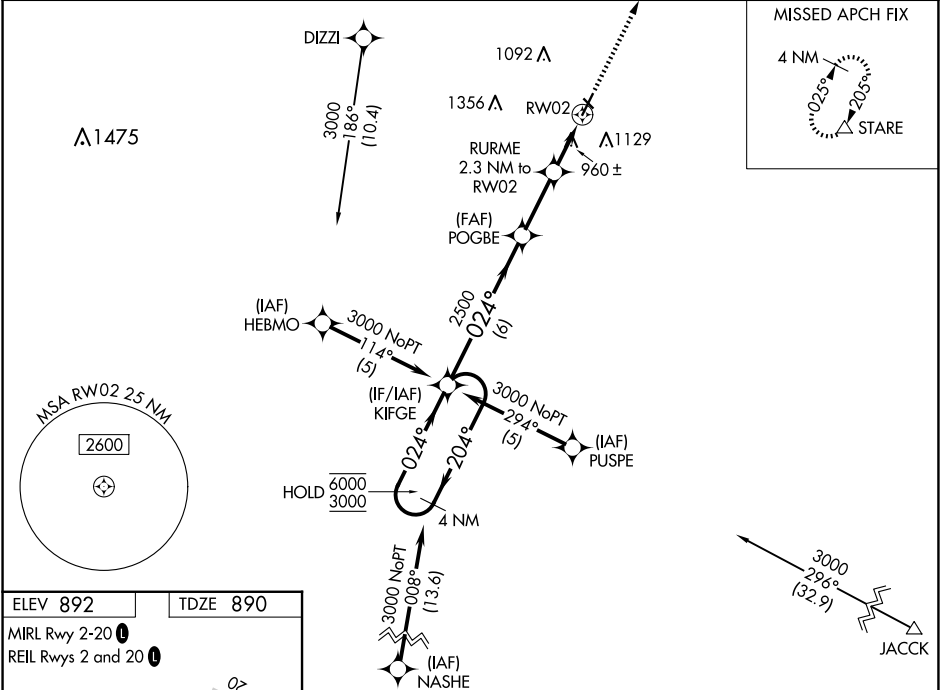 MISSED APCH FIX
4 NM
025°
205°
STARE
DIZZI
3000
186°
(10.4)
1092
1356
RW02
1475
1129
RURME
2.3 NM to
RW02
960 ±
(FAF)
POGBE
2500
024°
(6)
(IAF)
HEBMO
3000 NoPT
114°
(5)
(IF/IAF)
KIFGE
3000 NoPT
294°
(5)
(IAF)
PUSPE
MSA RW02 25 NM
2600
024°
204°
HOLD
6000
3000
4 NM
3000 NoPT
008°
(13.6)
(IAF)
NASHE
3000
296°
(32.9)
JACCK
ELEV 892
TDZE 890
MIRL Rwy 2-20 L
REIL Rwys 2 and 20 L